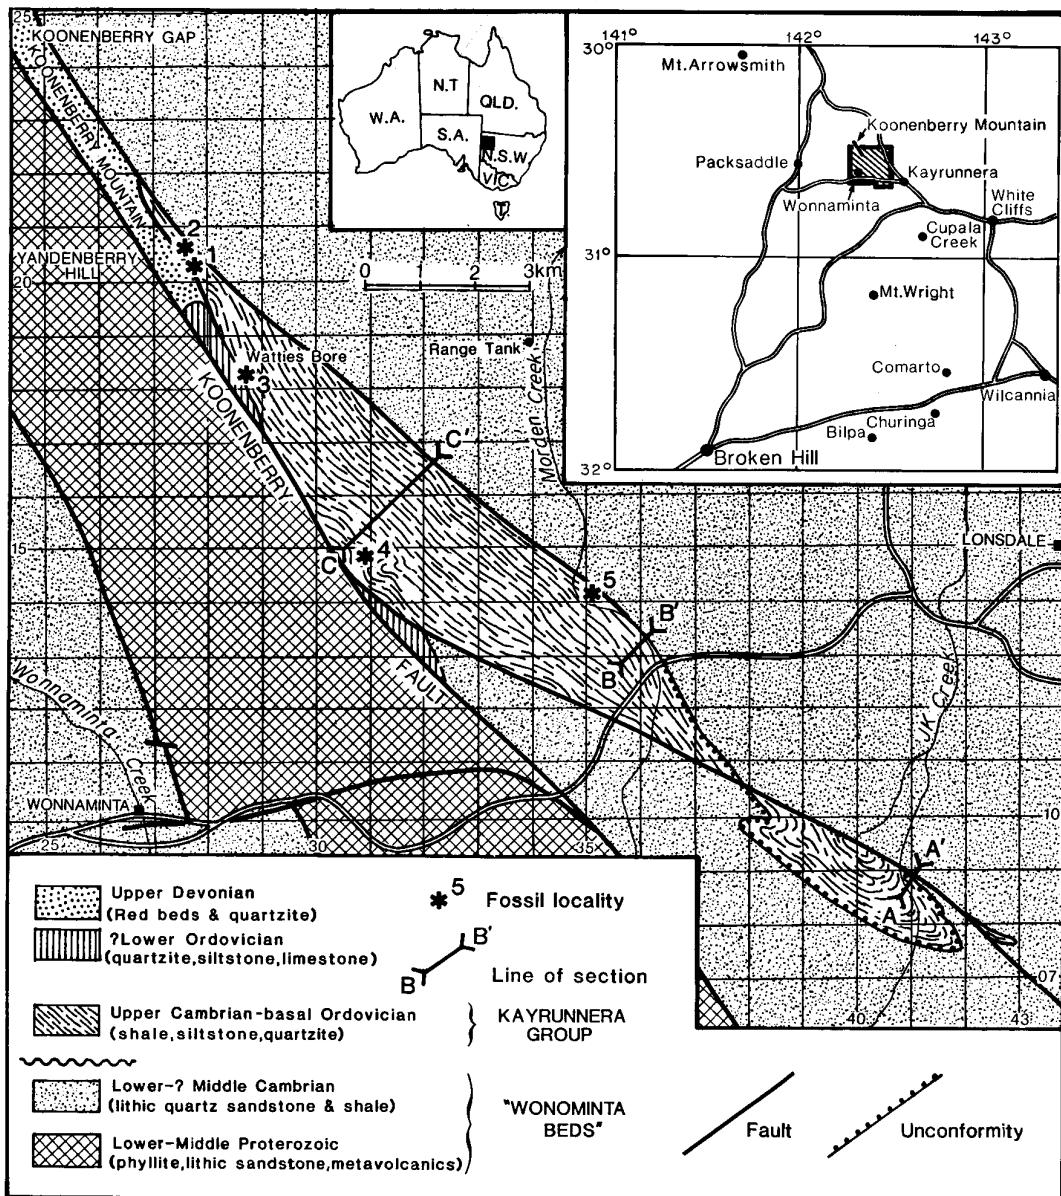 25
KOONENBERRY GAP
KOONENBERRY MOUNTAIN
2
1
YANDENBERRY HILL
20
Watties Bore
3
KOONENBERRY
FAULT
C'
C
4
15
5
B'
B
Wonnaminta Creek
WONNAMINTA
25
30
35
0 1 2 3km
Range Tank
Morden Creek
LONSDALE
JK Creek
10
A'
A
07
40
43
W.A.
N.T
QLD.
S.A.
N.S.W.
VIC.
T.
141°
142°
143°
30°
31°
32°
Mt.Arrowsmith
Koonenberry Mountain
Packsaddle
Kayrunnera
Wonnaminta
White Cliffs
Cupala Creek
Mt.Wright
Comarto
Wilcannia
Churinga
Bilpa
Broken Hill
Upper Devonian
(Red beds & quartzite)
?Lower Ordovician
(quartzite,siltstone,limestone)
Upper Cambrian-basal Ordovician
(shale,siltstone,quartzite)
Lower-? Middle Cambrian
(lithic quartz sandstone & shale)
Lower-Middle Proterozoic
(phyllite,lithic sandstone,metavolcanics)
5
Fossil locality
B'
B
Line of section
KAYRUNNERA
GROUP
"WONOMINTA
BEDS"
Fault
Unconformity